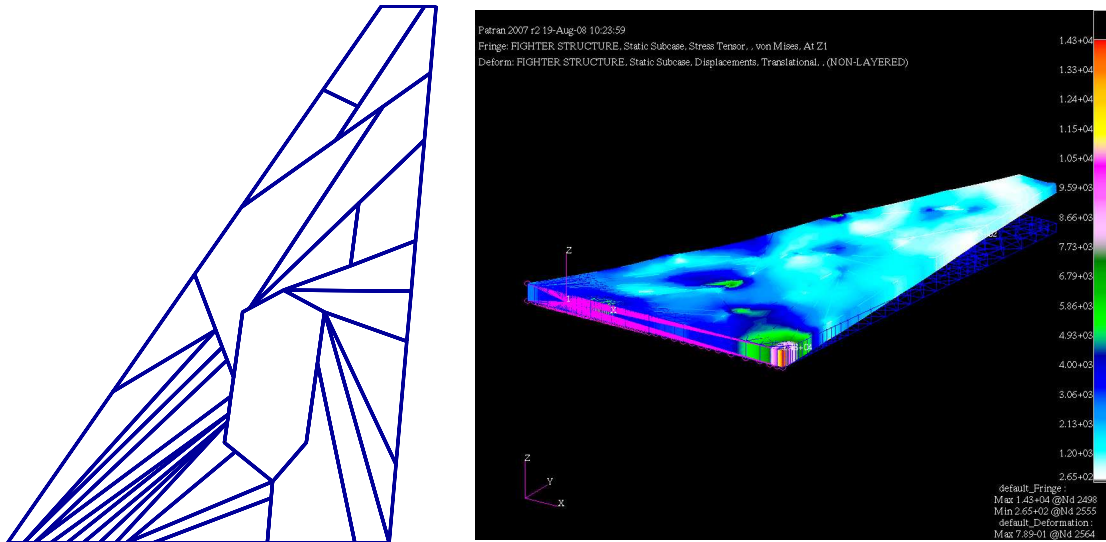 Patran 2007 r2 19-Aug-08 10:23:59
Fringe: FIGHTER STRUCTURE, Static Subcase, Stress Tensor, , von Mises, At Z1
Deform: FIGHTER STRUCTURE, Static Subcase, Displacements, Translational, , (NON-LAYERED)
1.43+04
1.33+04
1.24+04
1.15+04
1.05+04
9.59+03
8.66+03
7.73+03
6.79+03
5.86+03
4.93+03
4.00+03
3.06+03
2.13+03
1.20+03
2.65+02
Z
X
Z
Y
X
default_Fringe :
Max 1.43+04 @Nd 2498
Min 2.65+02 @Nd 2555
default_Deformation :
Max 7.89-01 @Nd 2564